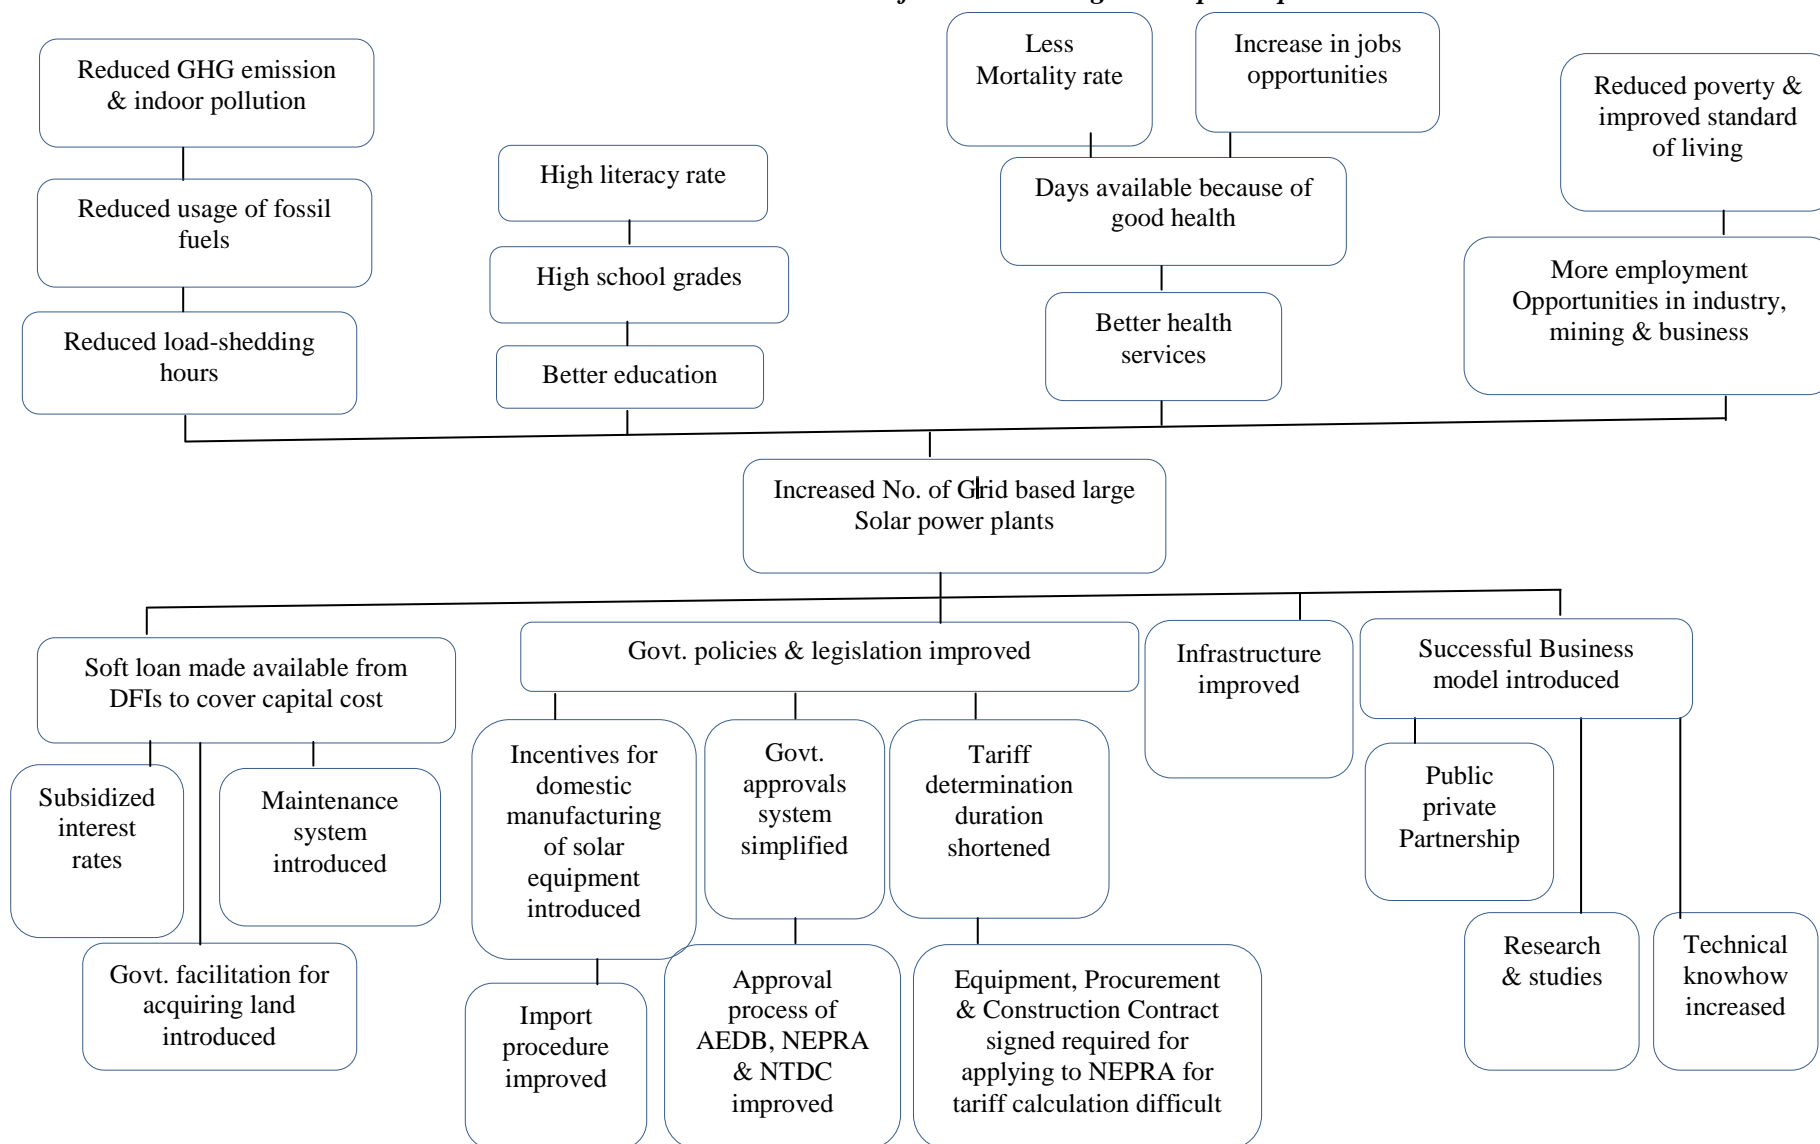 Less
Mortality rate
Increase in jobs
opportunities
Reduced GHG emission
& indoor pollution
Reduced poverty &
improved standard
of living
High literacy rate
Days available because of
good health
Reduced usage of fossil
fuels
High school grades
More employment
Opportunities in industry,
mining & business
Better health
services
Reduced load-shedding
hours
Better education
Increased No. of Grid based large
Solar power plants
Soft loan made available from
DFIs to cover capital cost
Govt. policies & legislation improved
Infrastructure
improved
Successful Business
model introduced
Subsidized
interest
rates
Maintenance
system
introduced
Govt. facilitation for
acquiring land
introduced
Incentives for
domestic
manufacturing
of solar
equipment
introduced
Govt.
approvals
system
simplified
Tariff
determination
duration
shortened
Public
private
Partnership
Import
procedure
improved
Approval
process of
AEDB, NEPRA
& NTDC
improved
Equipment, Procurement
& Construction Contract
signed required for
applying to NEPRA for
tariff calculation difficult
Research
& studies
Technical
knowhow
increased